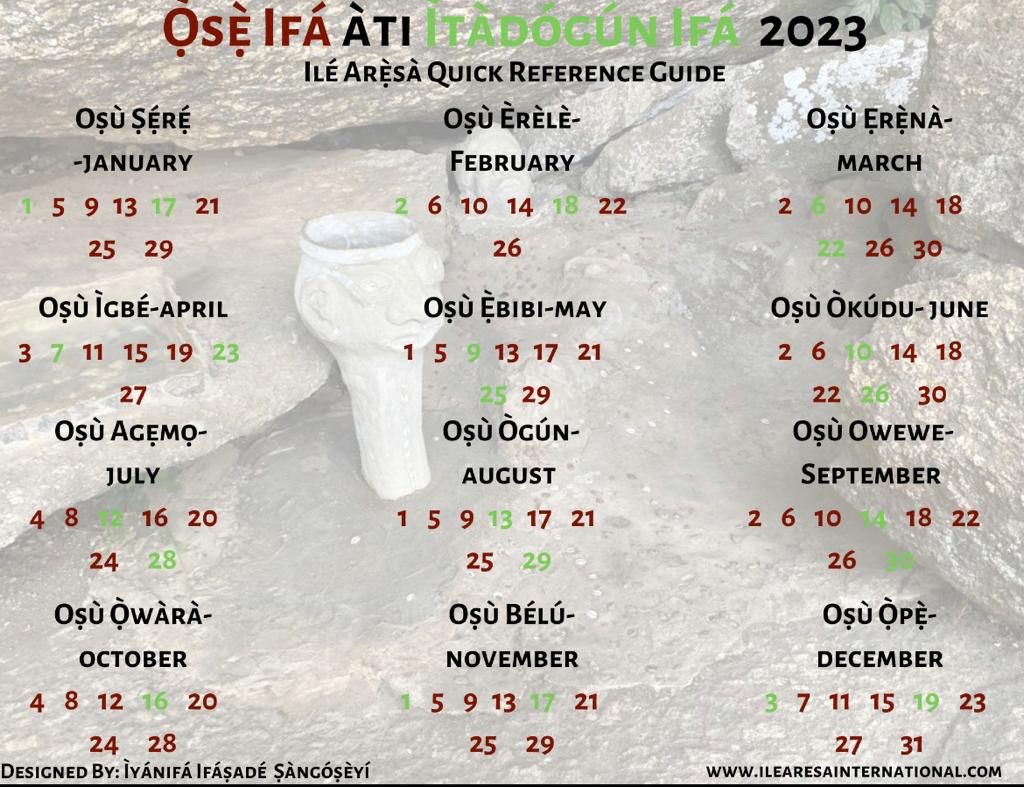 Ọ̀sẹ̀ Ifá Àti Ìtàdógún Ifá 2023
Ilé Arẹ̀sà Quick Reference Guide
Oṣù Ṣẹ́rẹ́
-January
1 5 9 13 17 21
25 29
Oṣù Èrèlè-
February
2 6 10 14 18 22
26
Oṣù Ẹrẹ̀nà-
March
2 6 10 14 18
22 26 30
Oṣù Ìgbé-April
3 7 11 15 19 23
27
Oṣù Ẹ̀bibi-May
1 5 9 13 17 21
25 29
Oṣù Òkúdu- June
2 6 10 14 18
22 26 30
Oṣù Agẹmọ-
July
4 8 12 16 20
24 28
Oṣù Ògún-
August
1 5 9 13 17 21
25 29
Oṣù Owewe-
September
2 6 10 14 18 22
26 30
Oṣù Ọ̀wàrà-
October
4 8 12 16 20
24 28
Oṣù Bélú-
November
1 5 9 13 17 21
25 29
Oṣù Ọ̀pẹ̀-
December
3 7 11 15 19 23
27 31
Designed By: Ìyánifá Ifáṣadé Ṣàngóṣèyí
www.ilearesainternational.com